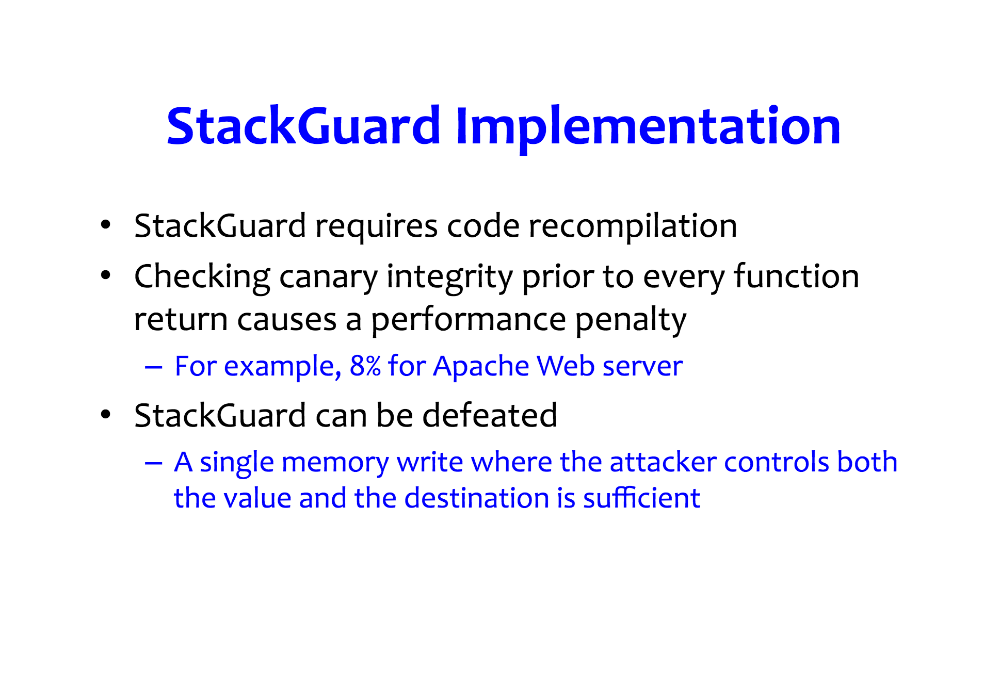 StackGuard Implementation
• StackGuard requires code recompilation
• Checking canary integrity prior to every function
return causes a performance penalty
– For example, 8% for Apache Web server
• StackGuard can be defeated
– A single memory write where the attacker controls both
the value and the destination is sufficient